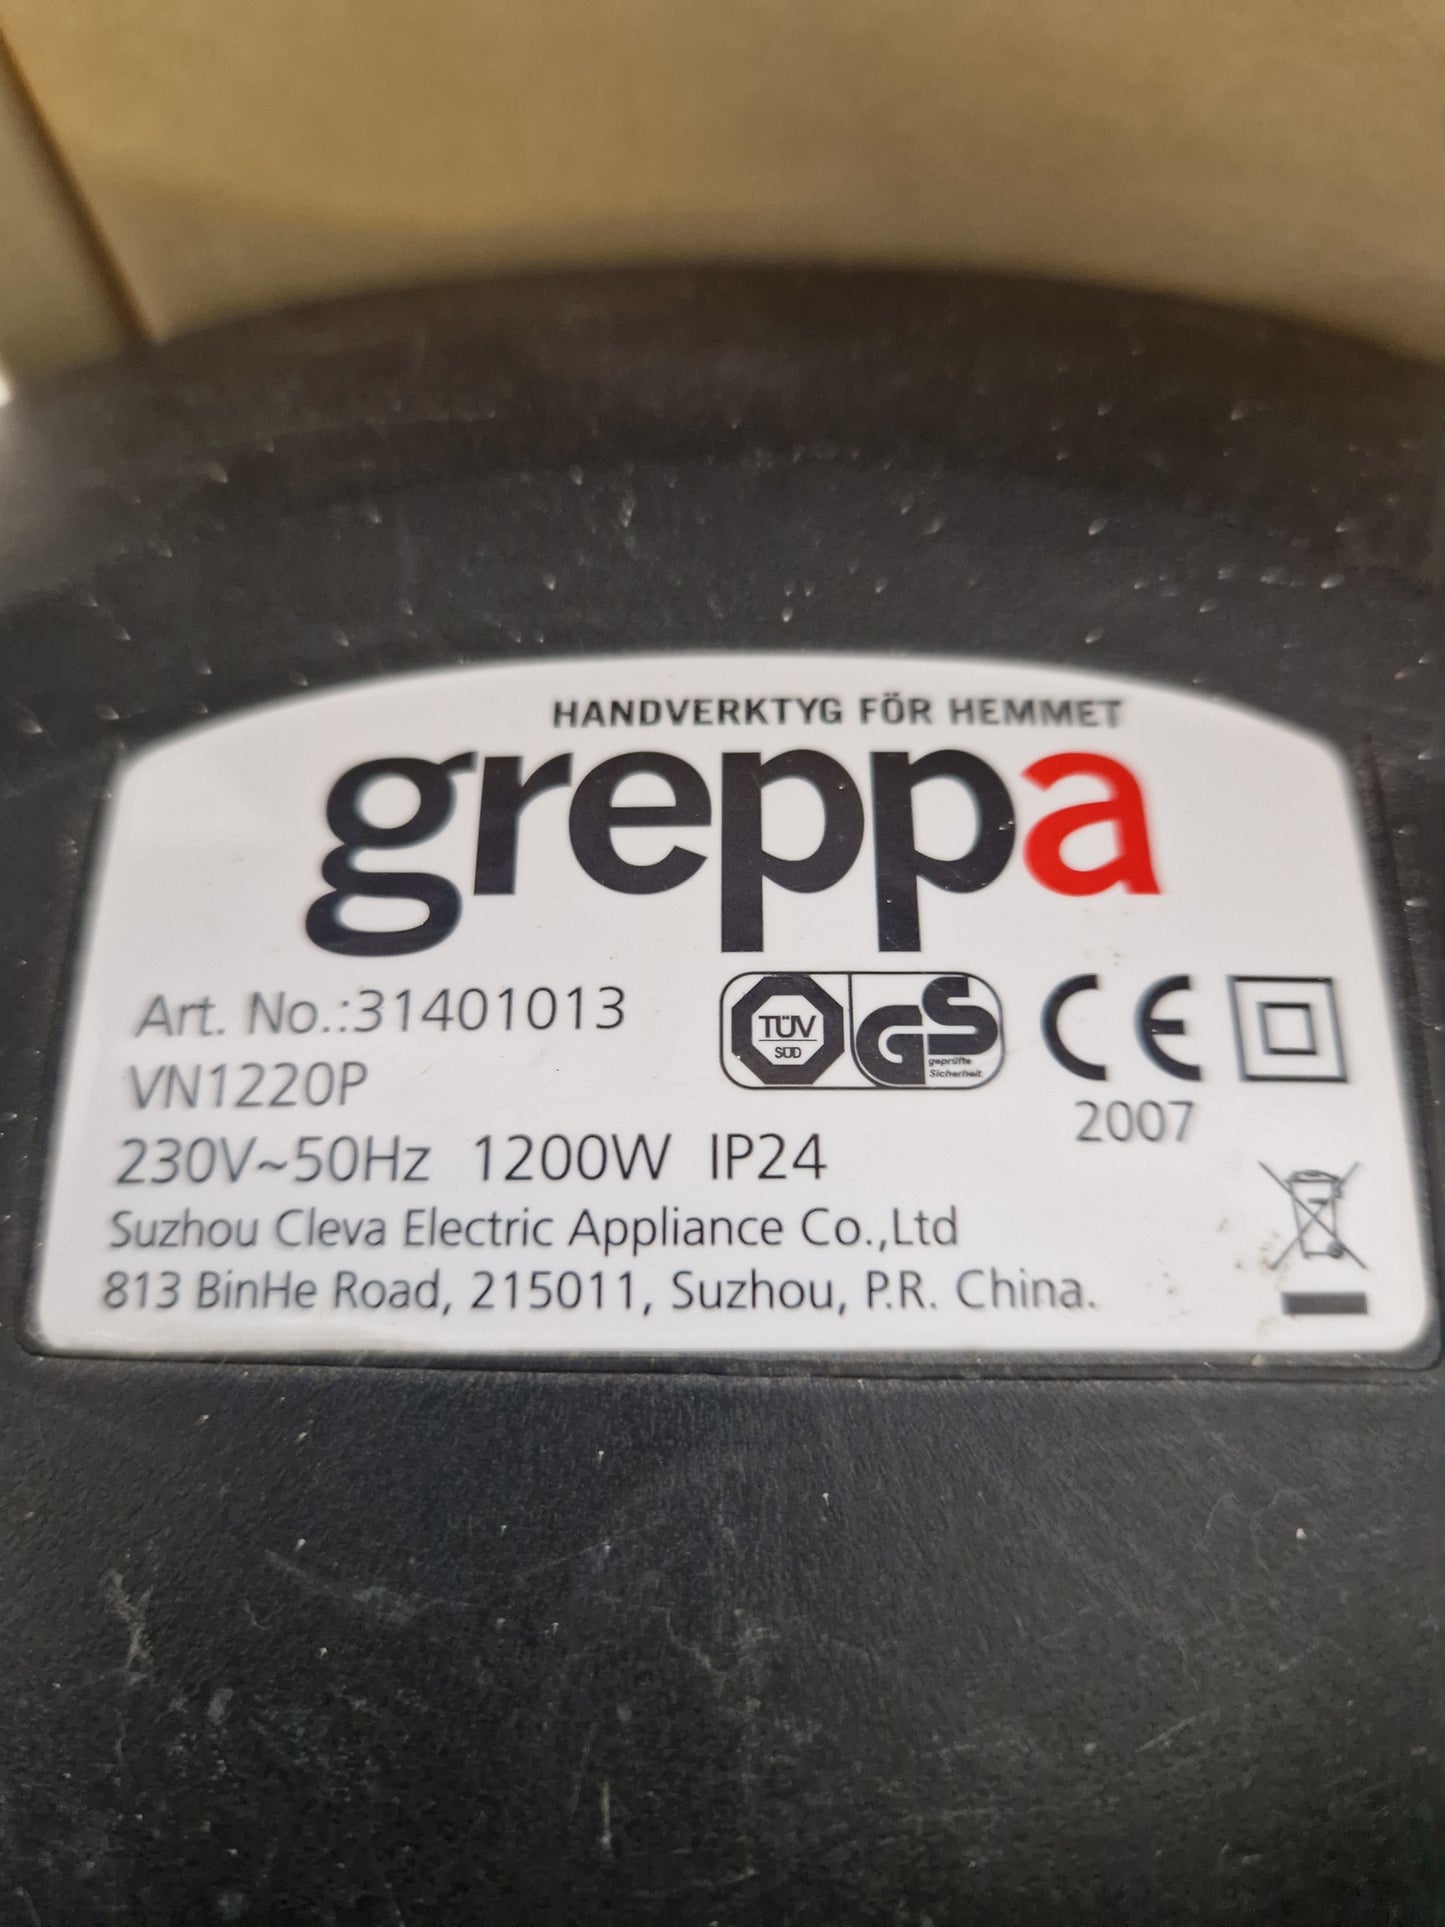 HANDVERKTYG FÖR HEMMET
greppa
Art. No.:31401013
VN1220P
230V~50Hz 1200W IP24
Suzhou Cleva Electric Appliance Co.,Ltd
813 BinHe Road, 215011, Suzhou, P.R. China.
TÜV
SÜD
GS
geprüfte
Sicherheit
CE
2007